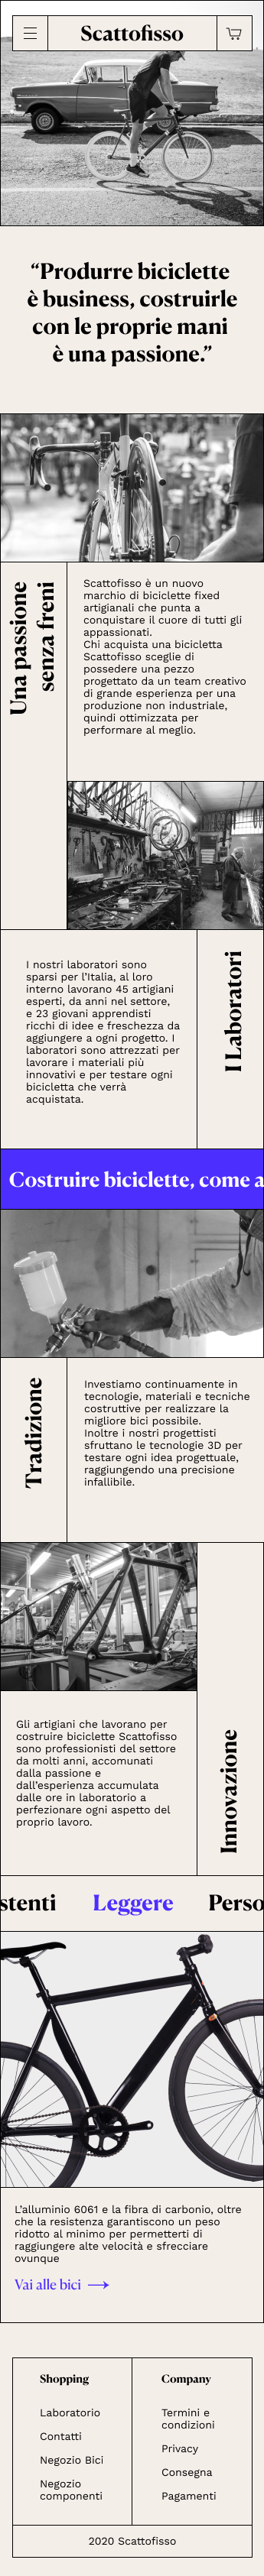 Scattofisso
“Produrre biciclette
è business, costruirle
con le proprie mani
è una passione.”
Una passione
senza freni
Scattofisso è un nuovo
marchio di biciclette fixed
artigianali che punta a
conquistare il cuore di tutti gli
appassionati.
Chi acquista una bicicletta
Scattofisso sceglie di
possedere una pezzo
progettato da un team creativo
di grande esperienza per una
produzione non industriale,
quindi ottimizzata per
performare al meglio.
I nostri laboratori sono
sparsi per l’Italia, al loro
interno lavorano 45 artigiani
esperti, da anni nel settore,
e 23 giovani apprendisti
ricchi di idee e freschezza da
aggiungere a ogni progetto. I
laboratori sono attrezzati per
lavorare i materiali più
innovativi e per testare ogni
bicicletta che verrà
acquistata.
I Laboratori
Costruire biciclette, come a
Tradizione
Investiamo continuamente in
tecnologie, materiali e tecniche
costruttive per realizzare la
migliore bici possibile.
Inoltre i nostri progettisti
sfruttano le tecnologie 3D per
testare ogni idea progettuale,
raggiungendo una precisione
infallibile.
Gli artigiani che lavorano per
costruire biciclette Scattofisso
sono professionisti del settore
da molti anni, accomunati
dalla passione e
dall’esperienza accumulata
dalle ore in laboratorio a
perfezionare ogni aspetto del
proprio lavoro.
Innovazione
stenti Leggere Perso
L’alluminio 6061 e la fibra di carbonio, oltre
che la resistenza garantiscono un peso
ridotto al minimo per permetterti di
raggiungere alte velocità e sfrecciare
ovunque
Vai alle bici
Shopping
Laboratorio
Contatti
Negozio Bici
Negozio
componenti
Company
Termini e
condizioni
Privacy
Consegna
Pagamenti
2020 Scattofisso